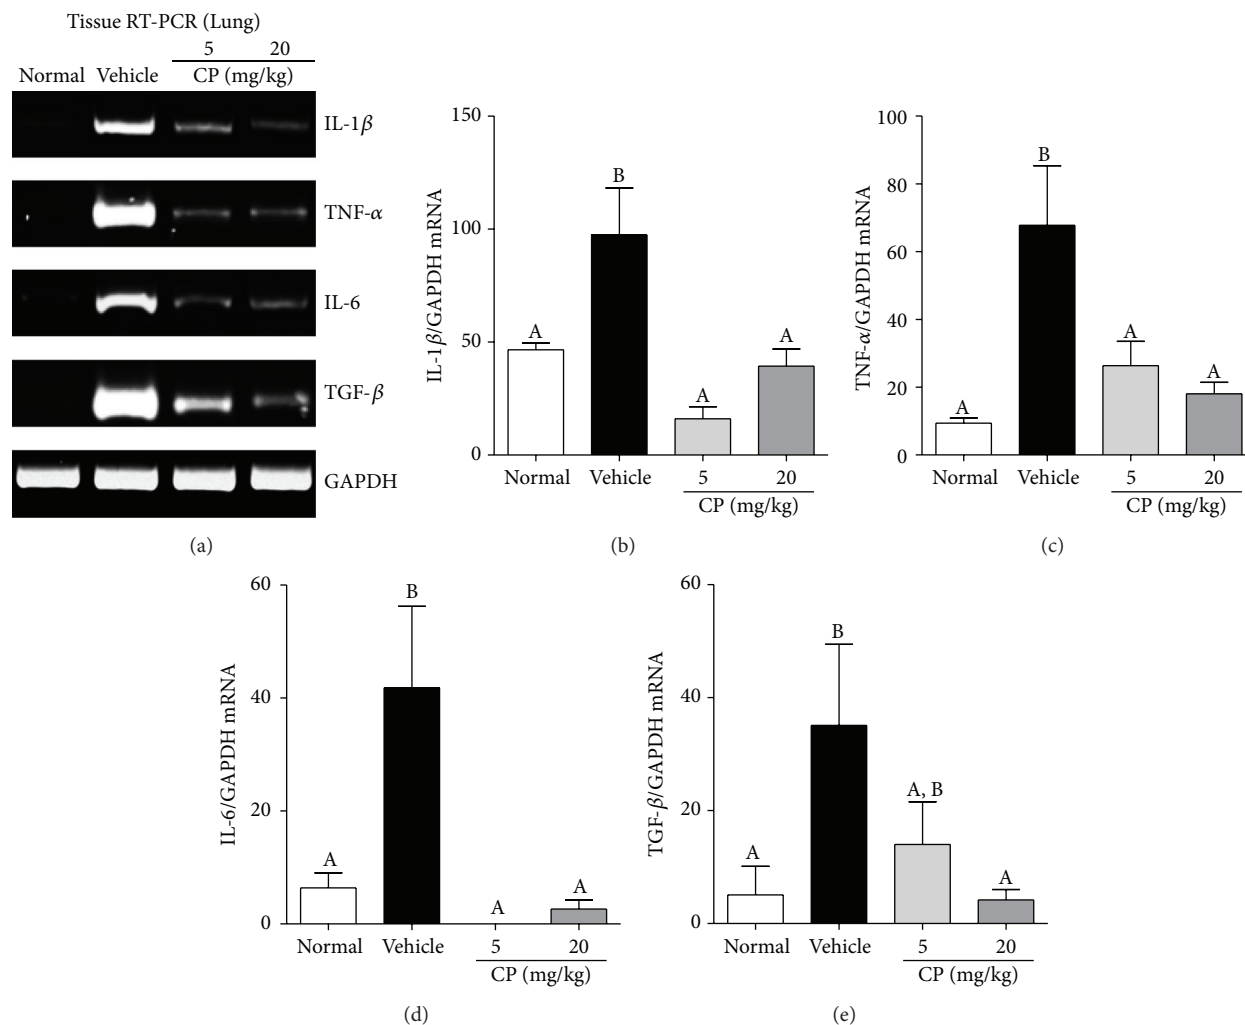 Tissue RT-PCR (Lung)
5 20
Normal Vehicle CP (mg/kg)
IL-1β
TNF-α
IL-6
TGF-β
GAPDH
(a)
IL-1β/GAPDH mRNA
150
100
50
0
A
B
A
A
Normal Vehicle 5 20
CP (mg/kg)
(b)
TNF-α/GAPDH mRNA
100
80
60
40
20
0
A
B
A
A
Normal Vehicle 5 20
CP (mg/kg)
(c)
IL-6/GAPDH mRNA
60
40
20
0
A
B
A
A
Normal Vehicle 5 20
CP (mg/kg)
(d)
TGF-β/GAPDH mRNA
60
40
20
0
A
B
A, B
A
Normal Vehicle 5 20
CP (mg/kg)
(e)